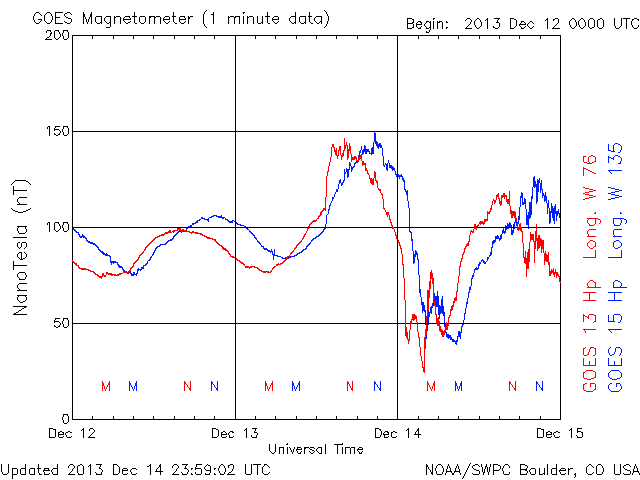 GOES Magnetometer (1 minute data)
Begin: 2013 Dec 12 0000 UTC
200
150
100
50
0
NanoTesla (nT)
M M N N M M N N M M N N
Dec 12 Dec 13 Dec 14 Dec 15
Universal Time
GOES 13 Hp Long. W 76
GOES 15 Hp Long. W 135
Updated 2013 Dec 14 23:59:02 UTC
NOAA/SWPC Boulder, CO USA